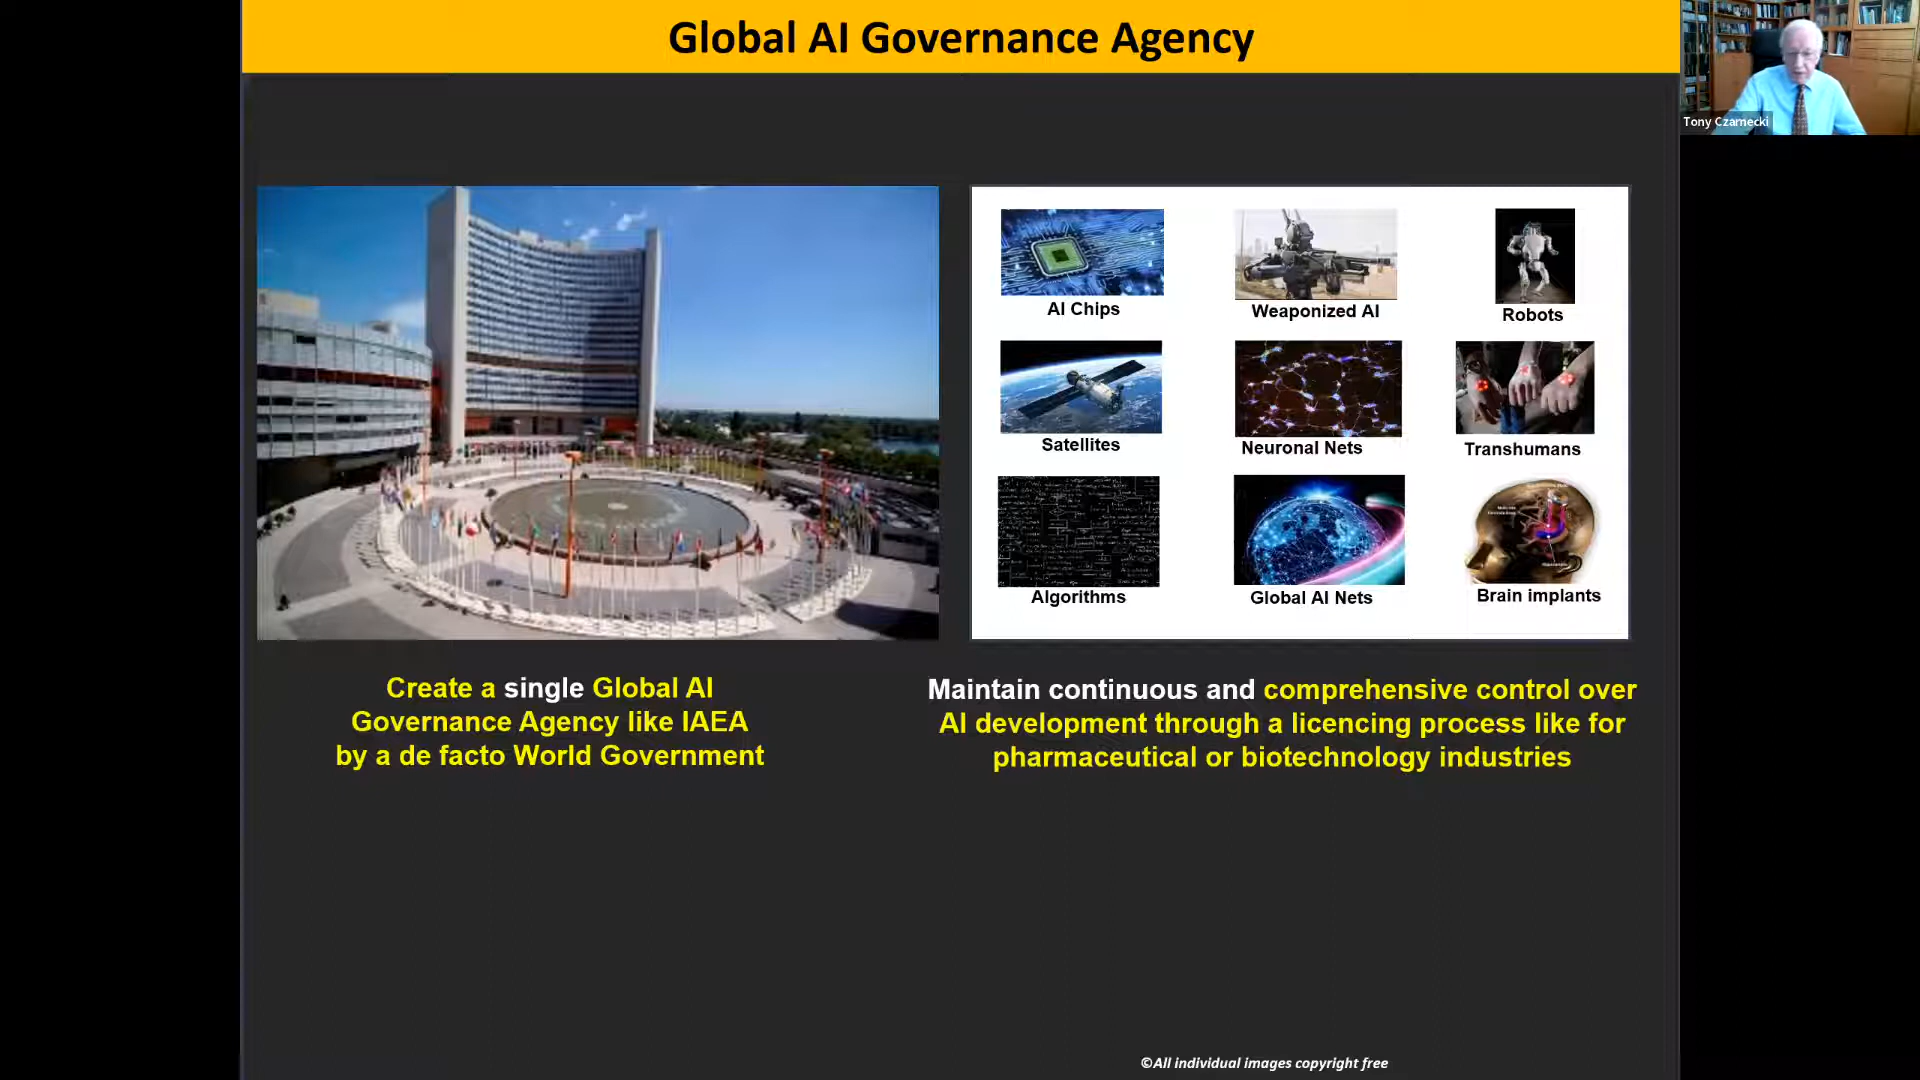 Global AI Governance Agency
Tony Czarnecki
AI Chips
Weaponized AI
Robots
Satellites
Neuronal Nets
Transhumans
Algorithms
Global AI Nets
Brain implants
Create a single Global AI
Governance Agency like IAEA
by a de facto World Government
Maintain continuous and comprehensive control over
AI development through a licencing process like for
pharmaceutical or biotechnology industries
©All individual images copyright free